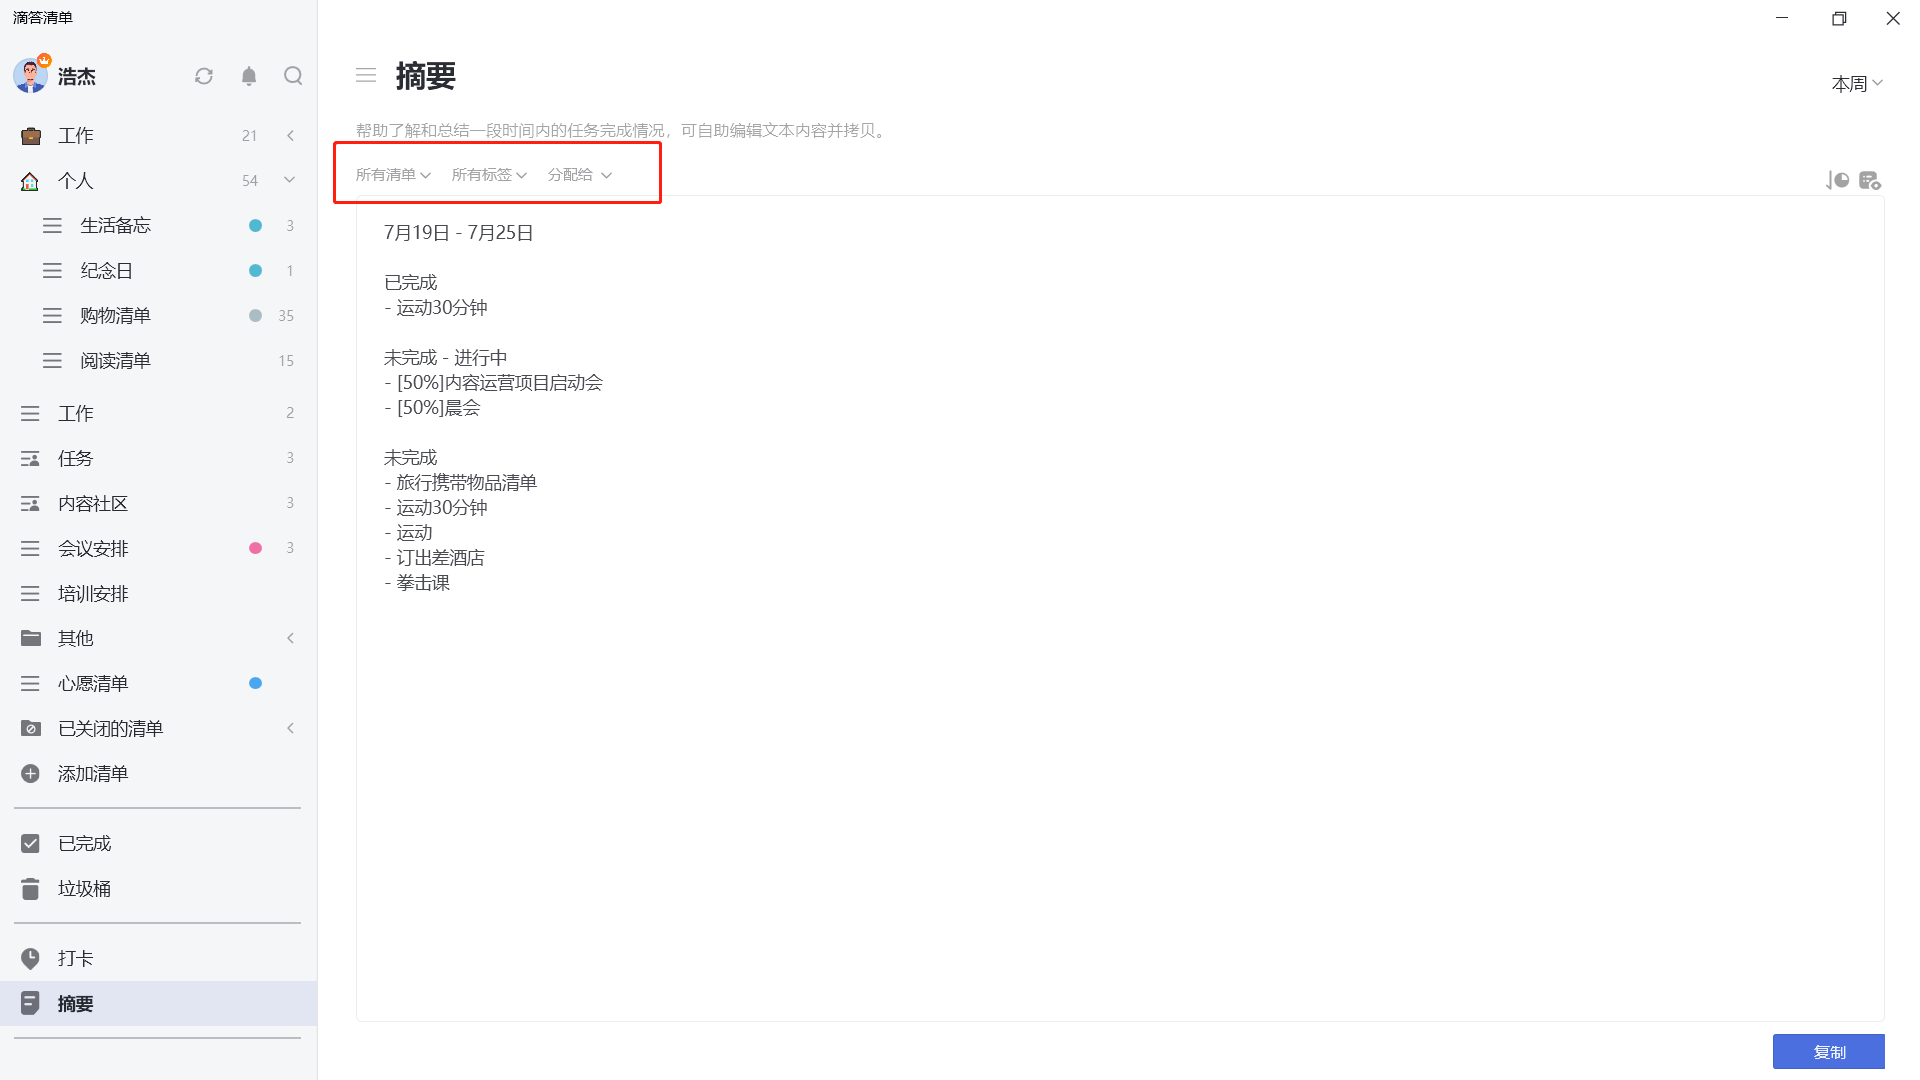 滴答清单
浩杰
工作 21
个人 54
生活备忘 3
纪念日 1
购物清单 35
阅读清单 15
工作 2
任务 3
内容社区 3
会议安排 3
培训安排
其他
心愿清单
已关闭的清单
添加清单
已完成
垃圾桶
打卡
摘要
摘要
本周
帮助了解和总结一段时间内的任务完成情况，可自助编辑文本内容并拷贝。
所有清单 所有标签 分配给
7月19日 - 7月25日
已完成
- 运动30分钟
未完成 - 进行中
- [50%]内容运营项目启动会
- [50%]晨会
未完成
- 旅行携带物品清单
- 运动30分钟
- 运动
- 订出差酒店
- 拳击课
复制